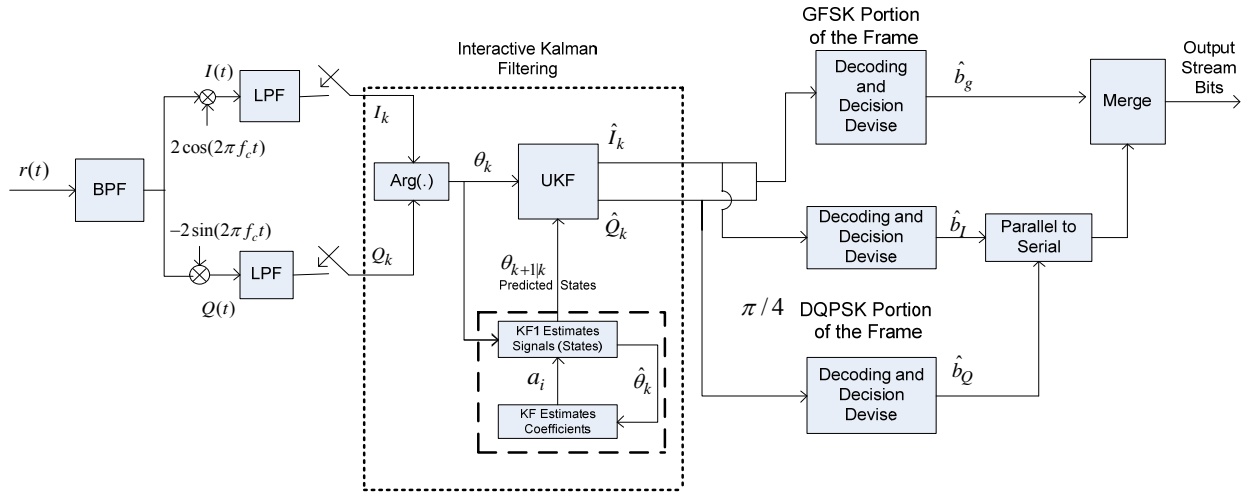 r(t)
BPF
I(t)
2cos(2πf_ct)
LPF
−2sin(2πf_ct)
Q(t)
LPF
Interactive Kalman
Filtering
I_k
Q_k
Arg(.)
θ_k
UKF
Î_k
Q̂_k
θ_{k+1|k}
Predicted States
KF1 Estimates
Signals (States)
a_i
θ̂_k
KF Estimates
Coefficients
GFSK Portion
of the Frame
Decoding
and
Decision
Devise
b̂_g
Decoding and
Decision
Devise
b̂_I
Parallel to
Serial
π/4 DQPSK Portion
of the Frame
Decoding and
Decision
Devise
b̂_Q
Merge
Output
Stream
Bits